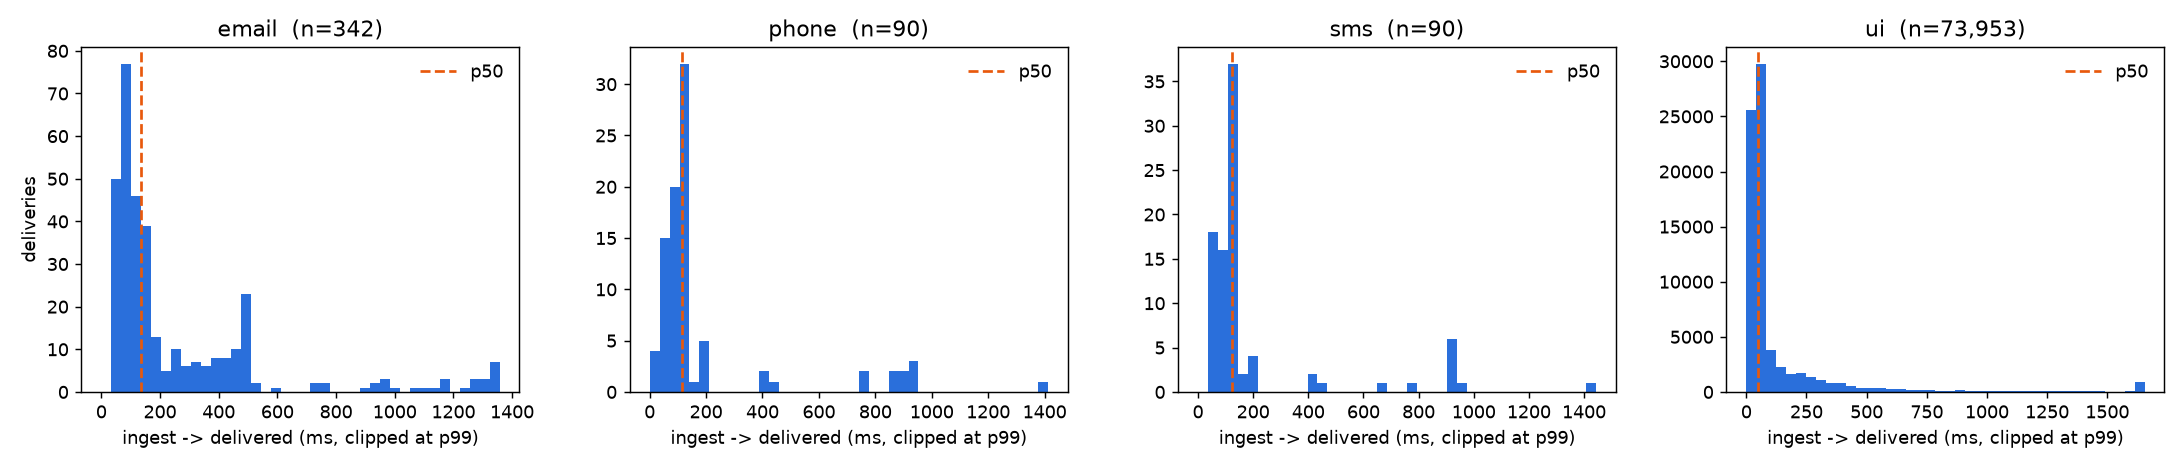 email  (n=342)
80
70
60
50
40
30
20
10
0
deliveries
p50
0 200 400 600 800 1000 1200 1400
ingest -> delivered (ms, clipped at p99)
phone  (n=90)
30
25
20
15
10
5
0
p50
0 200 400 600 800 1000 1200 1400
ingest -> delivered (ms, clipped at p99)
sms  (n=90)
35
30
25
20
15
10
5
0
p50
0 200 400 600 800 1000 1200 1400
ingest -> delivered (ms, clipped at p99)
ui  (n=73,953)
30000
25000
20000
15000
10000
5000
0
p50
0 250 500 750 1000 1250 1500
ingest -> delivered (ms, clipped at p99)